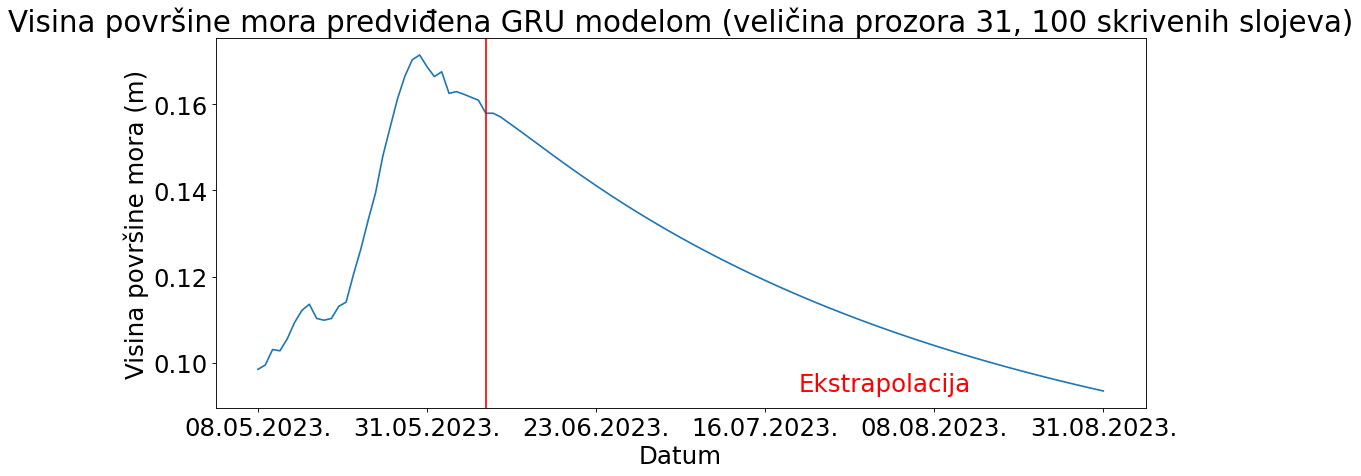 Visina površine mora predviđena GRU modelom (veličina prozora 31, 100 skrivenih slojeva)
Visina površine mora (m)
0.16
0.14
0.12
0.10
Ekstrapolacija
08.05.2023. 31.05.2023. 23.06.2023. 16.07.2023. 08.08.2023. 31.08.2023.
Datum